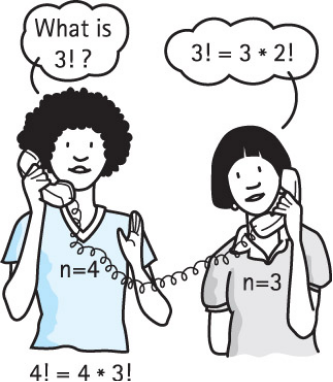 What is
3! ?
3! = 3 * 2!
n=4
n=3
4! = 4 * 3!